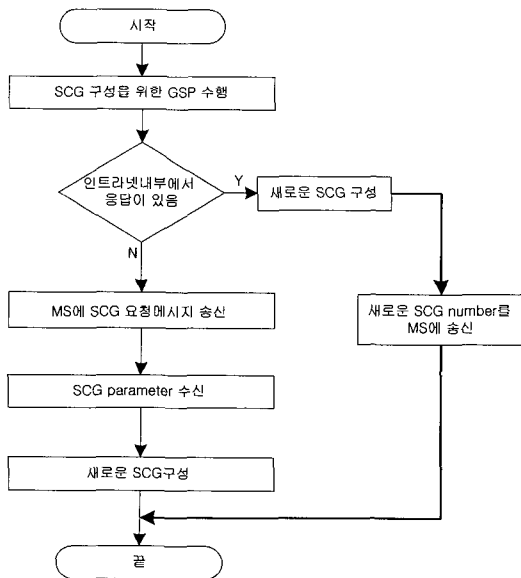 시작
SCG 구성을 위한 GSP 수행
인트라넷내부에서
응답이 있음
Y
새로운 SCG 구성
N
MS에 SCG 요청메시지 송산
새로운 SCG number를
MS에 송신
SCG parameter 수신
새로운 SCG구성
끝